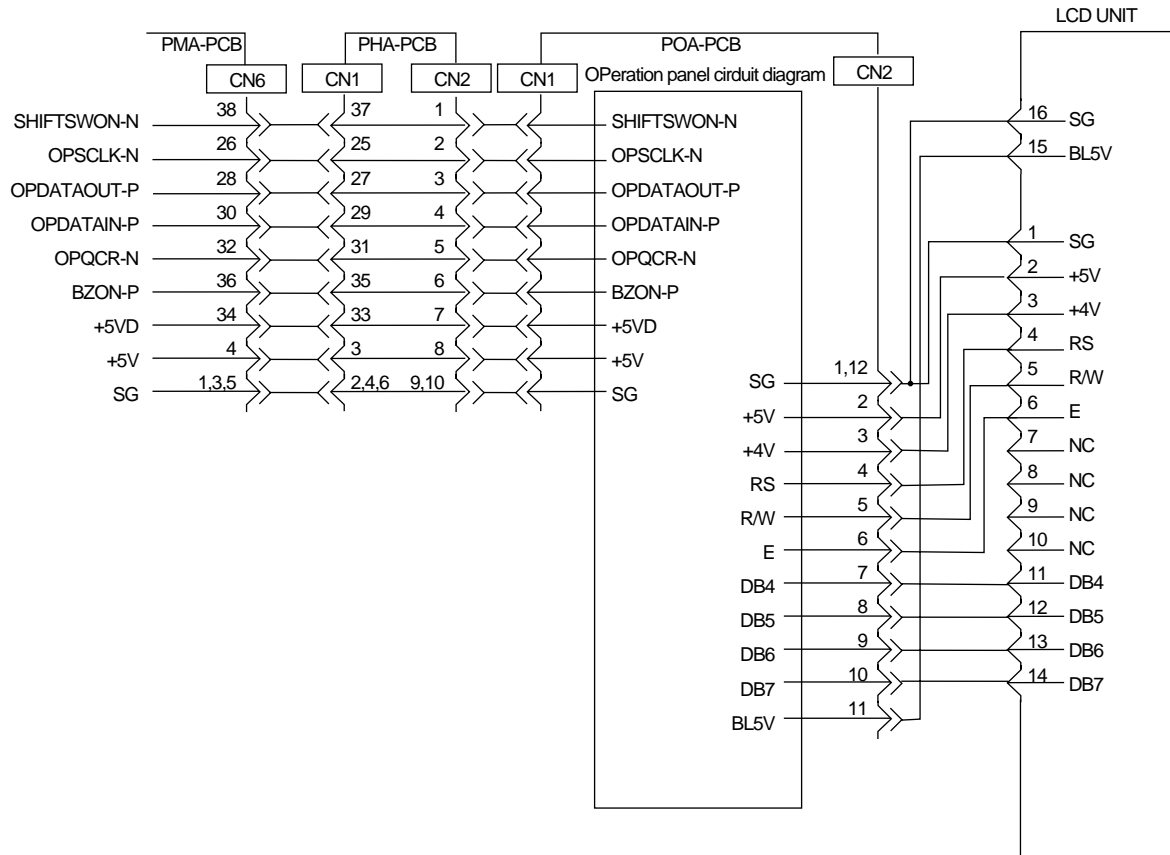 LCD UNIT
PMA-PCB PHA-PCB POA-PCB
CN6 CN1 CN2 CN1 OPeration panel cirduit diagram CN2
SHIFTSWON-N 38 37 1 SHIFTSWON-N
OPSCLK-N 26 25 2 OPSCLK-N
OPDATAOUT-P 28 27 3 OPDATAOUT-P
OPDATAIN-P 30 29 4 OPDATAIN-P
OPQCR-N 32 31 5 OPQCR-N
BZON-P 36 35 6 BZON-P
+5VD 34 33 7 +5VD
+5V 4 3 8 +5V
SG 1,3,5 2,4,6 9,10 SG
SG 1,12
+5V 2
+4V 3
RS 4
R/W 5
E 6
DB4 7
DB5 8
DB6 9
DB7 10
BL5V 11
16 SG
15 BL5V
1 SG
2 +5V
3 +4V
4 RS
5 R/W
6 E
7 NC
8 NC
9 NC
10 NC
11 DB4
12 DB5
13 DB6
14 DB7